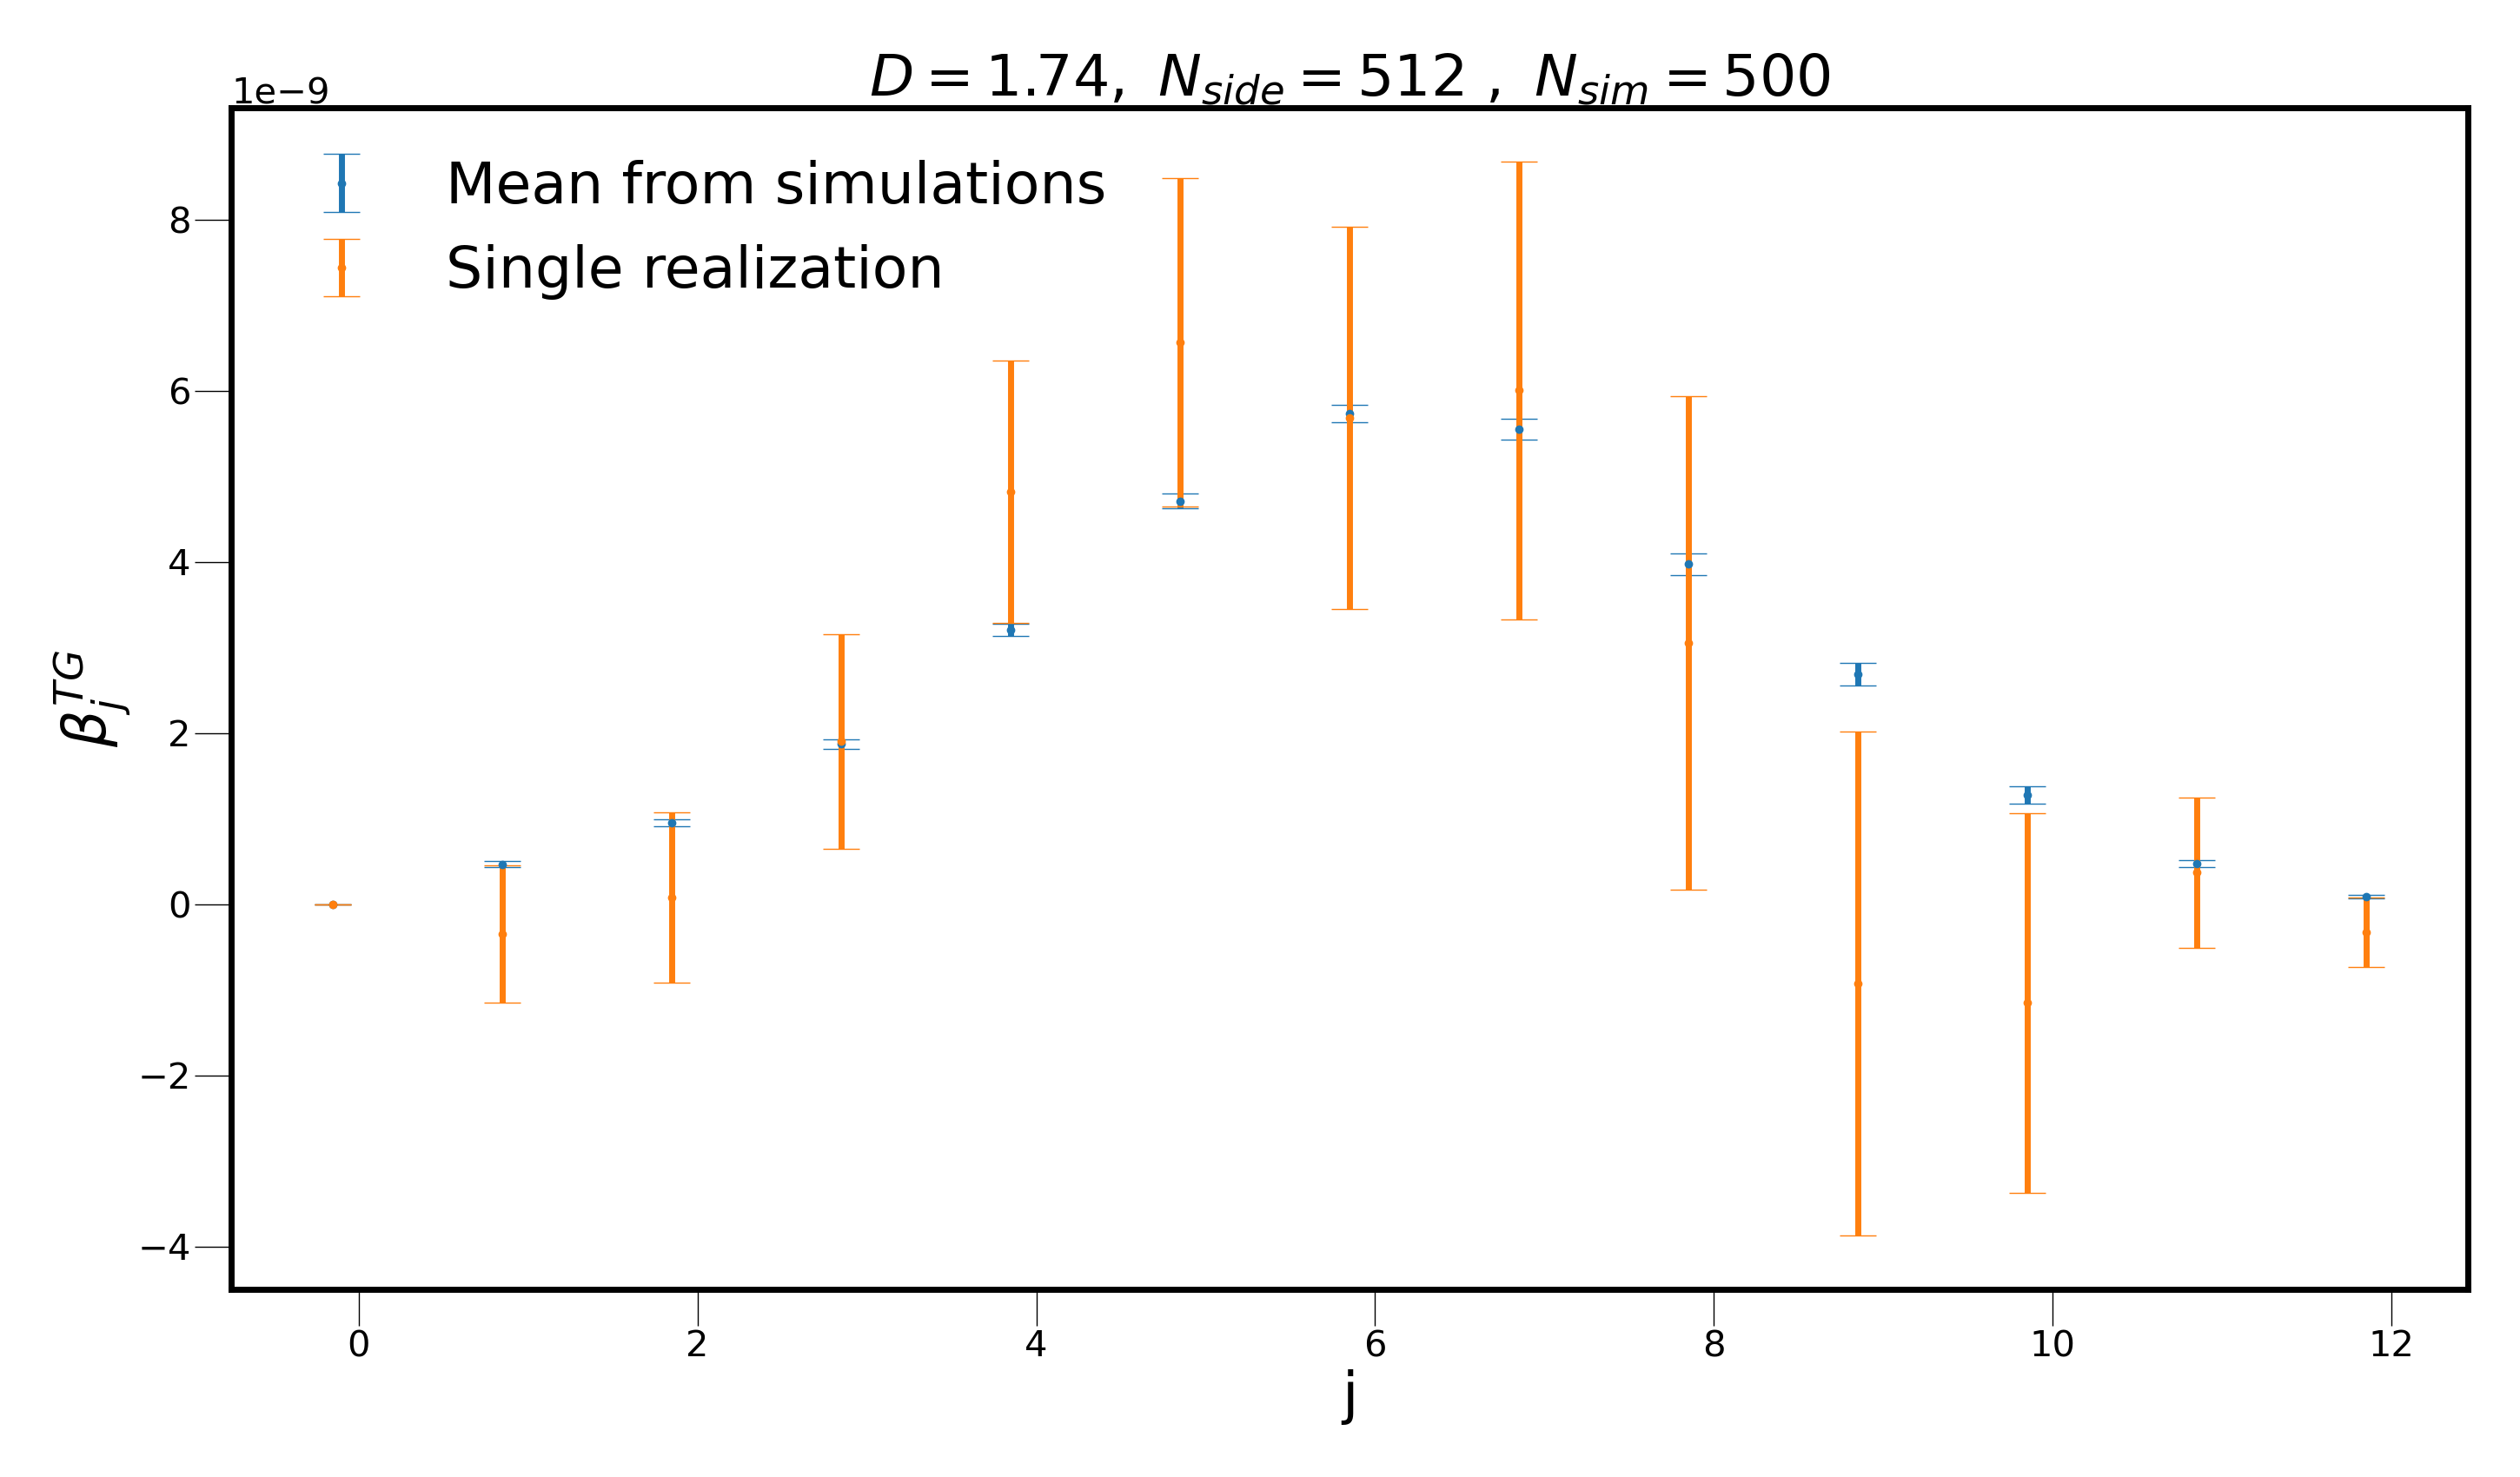 D = 1.74, N_side = 512 , N_sim = 500
1e−9
Mean from simulations
Single realization
8
6
4
2
0
−2
−4
β_j^TG
0 2 4 6 8 10 12
j